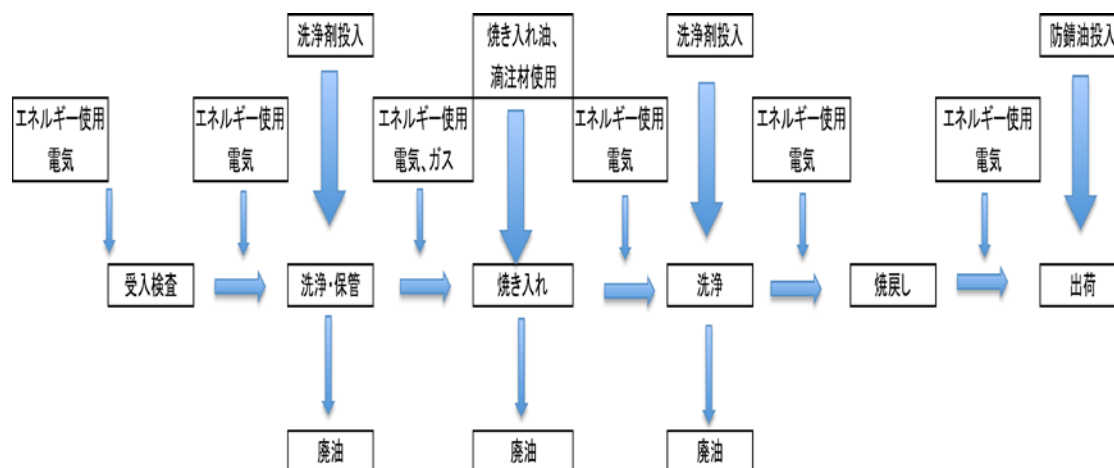 洗浄剤投入
焼き入れ油、
滴注材使用
洗浄剤投入
防錆油投入
エネルギー使用
電気
エネルギー使用
電気
エネルギー使用
電気、ガス
エネルギー使用
電気
エネルギー使用
電気
エネルギー使用
電気
受入検査
洗浄・保管
焼き入れ
洗浄
焼戻し
出荷
廃油
廃油
廃油